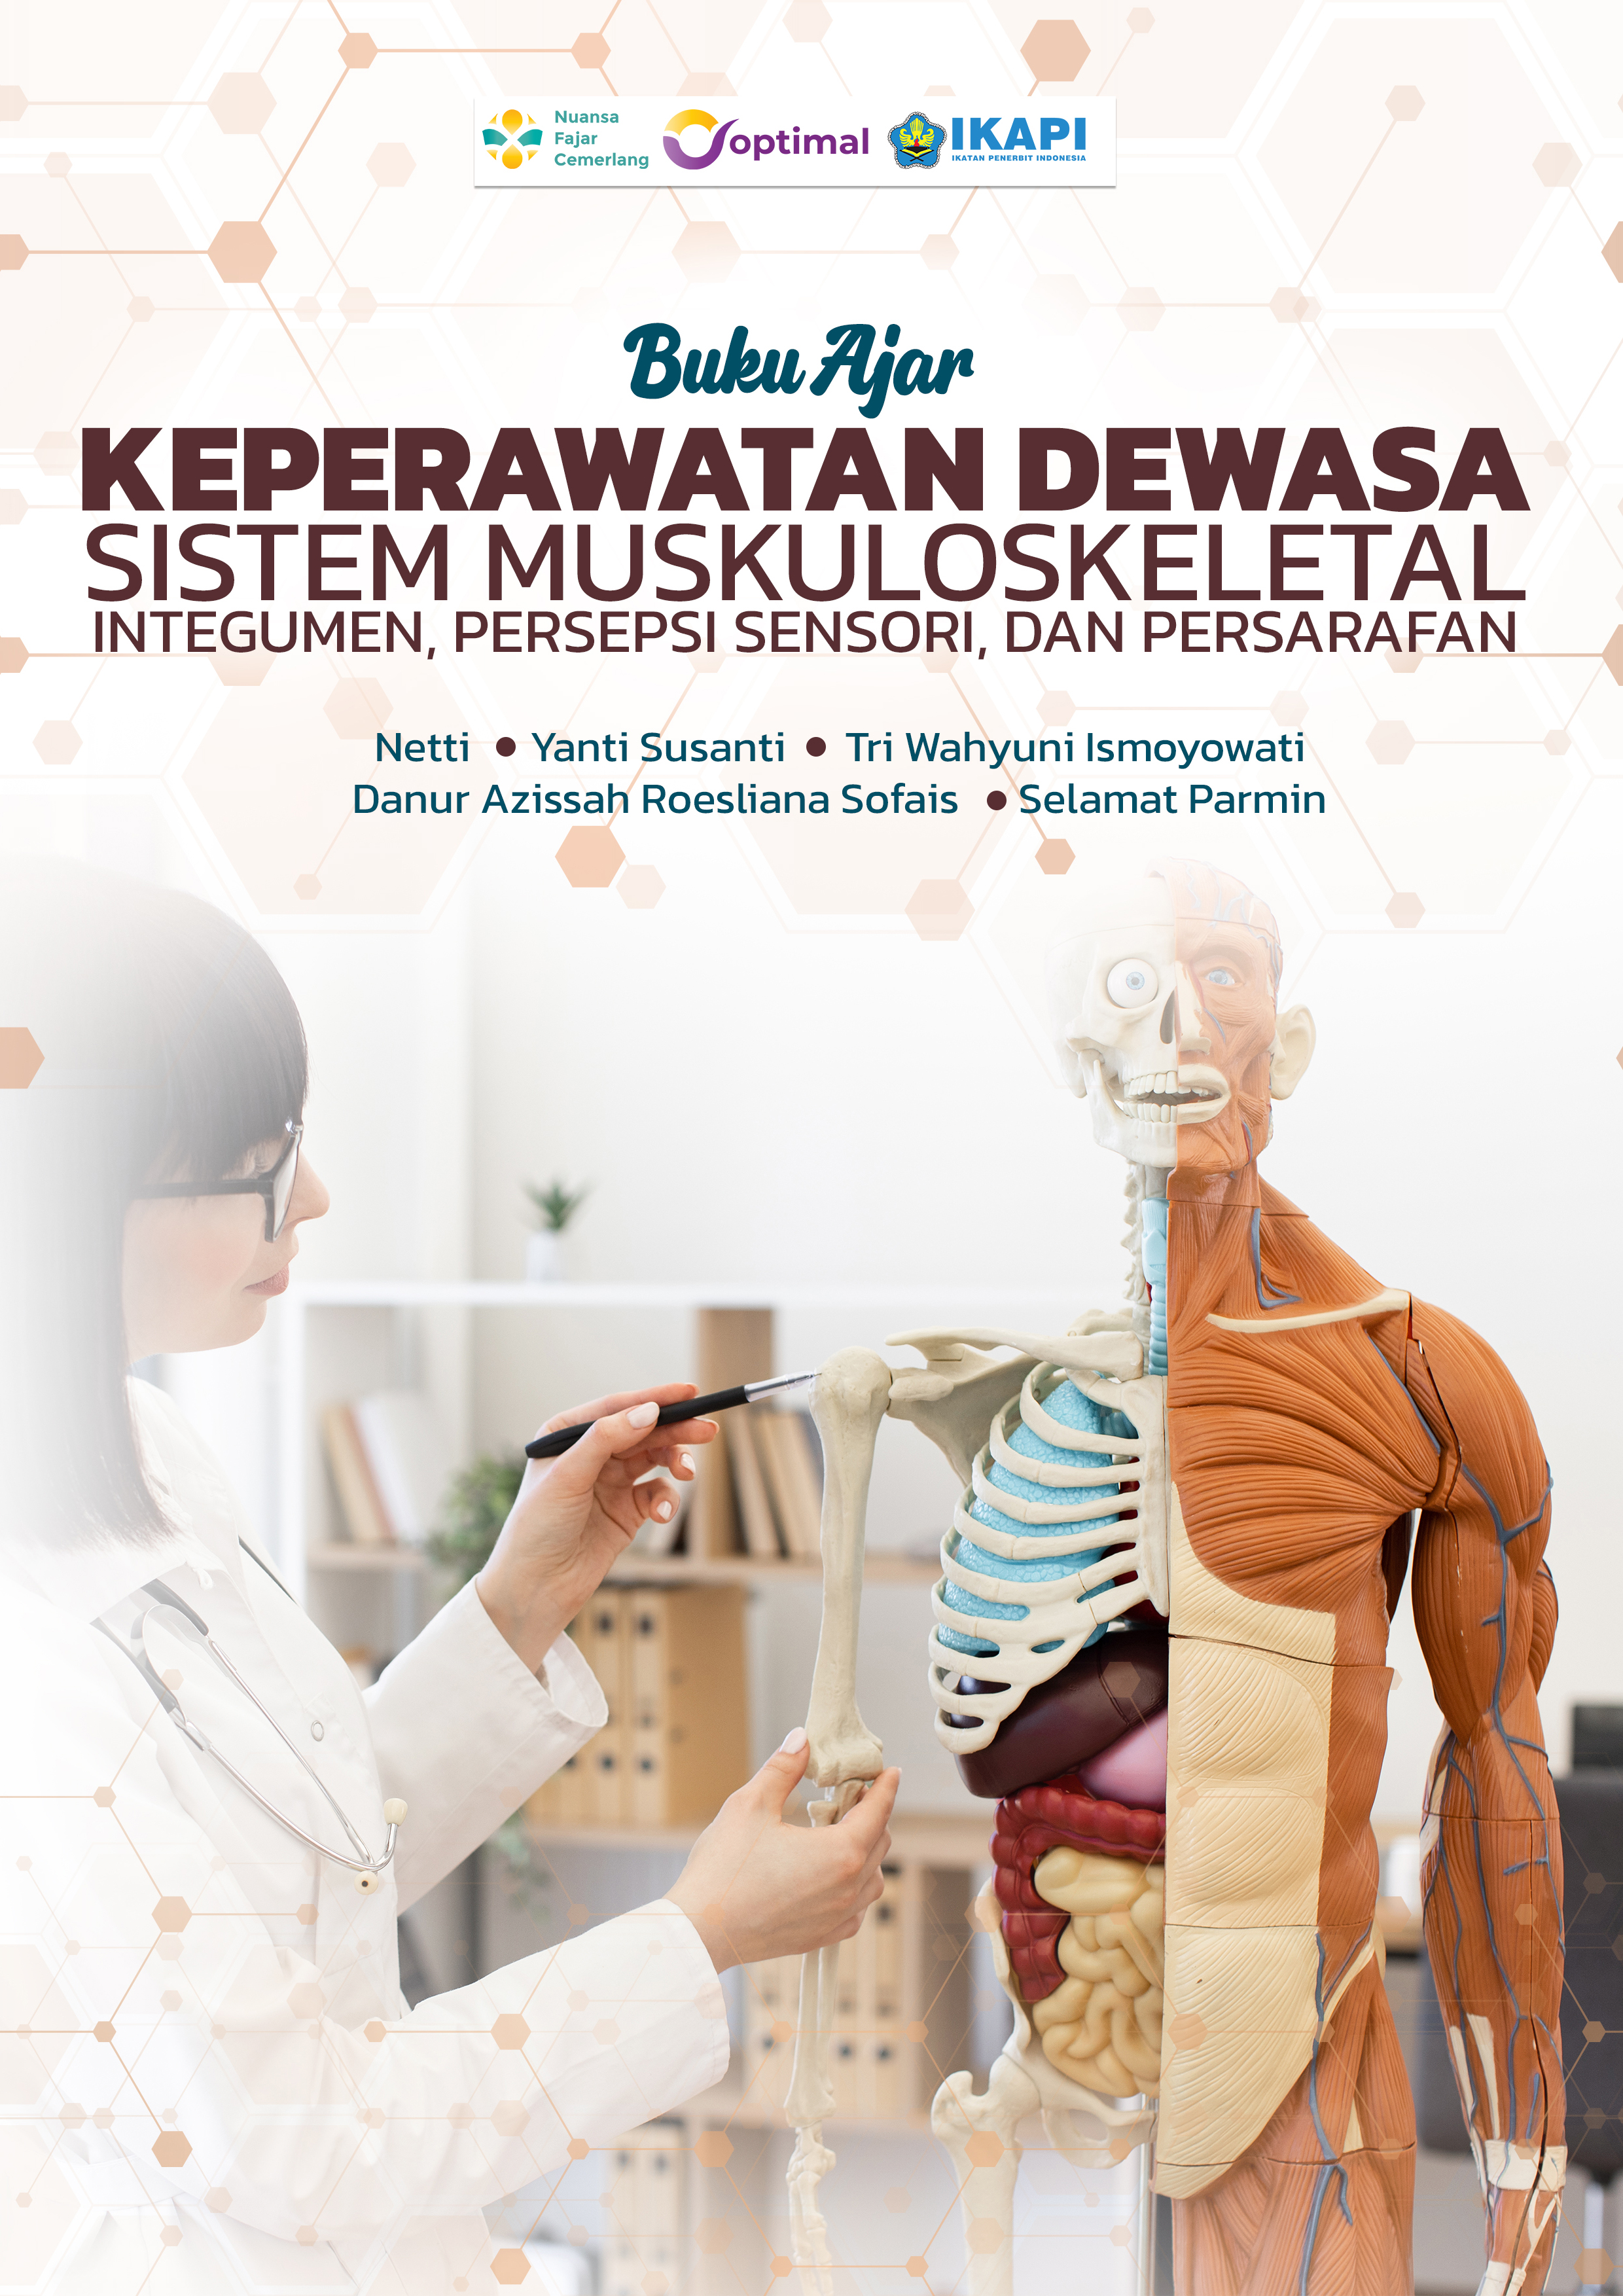 Nuansa
Fajar
Cemerlang
optimal
IKAPI
IKATAN PENERBIT INDONESIA
Buku Ajar
KEPERAWATAN DEWASA
SISTEM MUSKULOSKELETAL
INTEGUMEN, PERSEPSI SENSORI, DAN PERSARAFAN
Netti • Yanti Susanti • Tri Wahyuni Ismoyowati
Danur Azissah Roesliana Sofais • Selamat Parmin